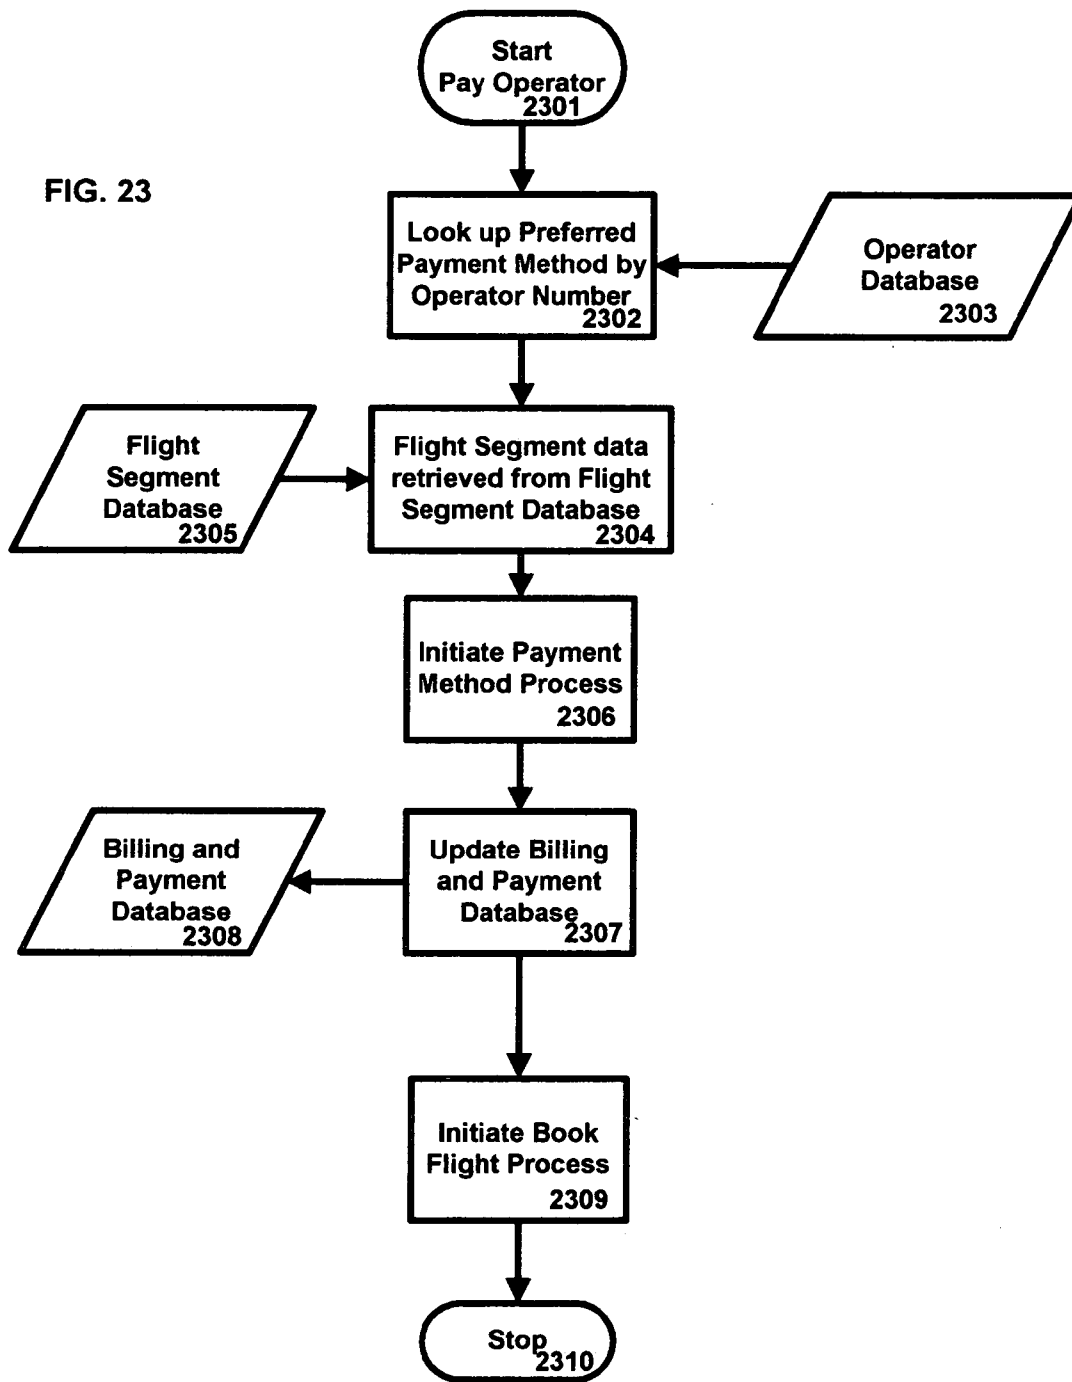 Start
Pay Operator
2301
FIG. 23
Look up Preferred
Payment Method by
Operator Number
2302
Operator
Database
2303
Flight
Segment
Database
2305
Flight Segment data
retrieved from Flight
Segment Database
2304
Initiate Payment
Method Process
2306
Billing and
Payment
Database
2308
Update Billing
and Payment
Database
2307
Initiate Book
Flight Process
2309
Stop
2310